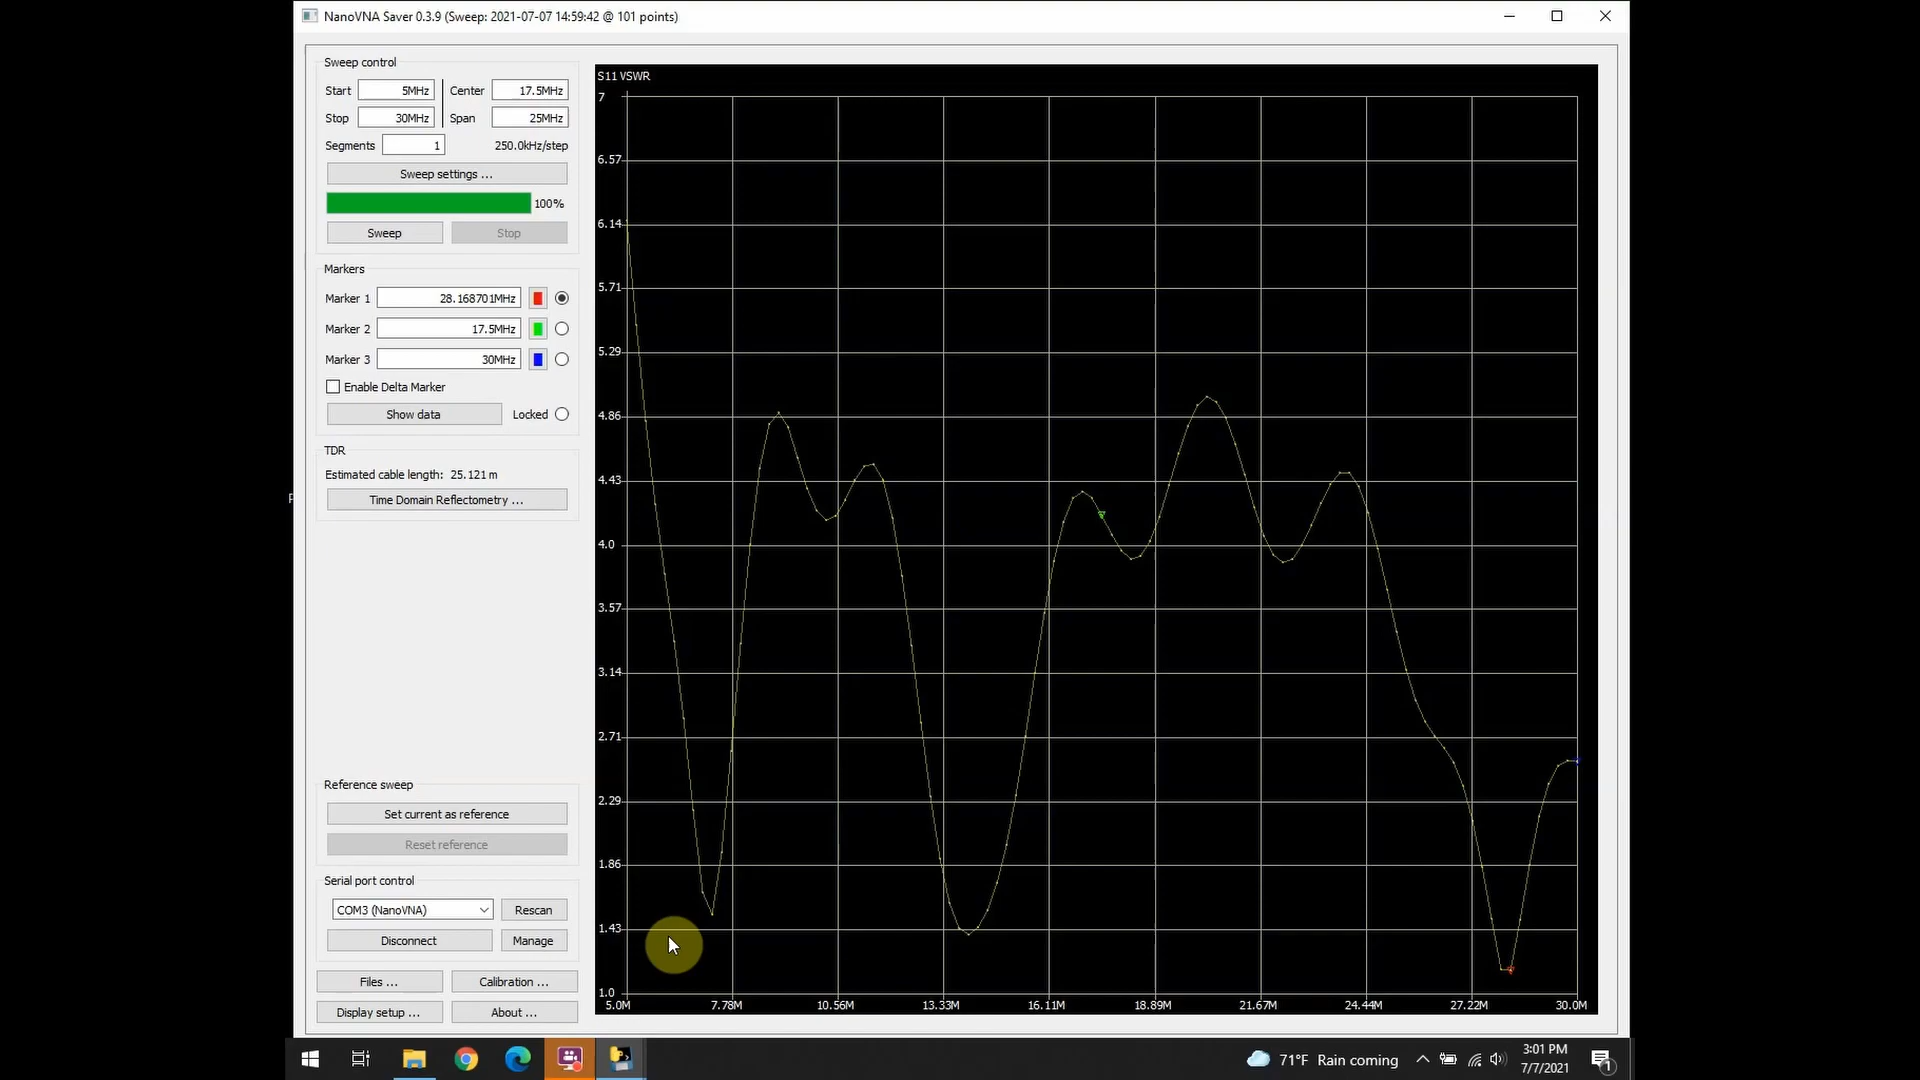 NanoVNA Saver 0.3.9 (Sweep: 2021-07-07 14:59:42 @ 101 points)
Sweep control
Start 5MHz Center 17.5MHz
Stop 30MHz Span 25MHz
Segments 1 250.0kHz/step
Sweep settings ...
100%
Sweep Stop
Markers
Marker 1 28.168701MHz
Marker 2 17.5MHz
Marker 3 30MHz
Enable Delta Marker
Show data Locked
TDR
Estimated cable length: 25.121 m
Time Domain Reflectometry ...
Reference sweep
Set current as reference
Reset reference
Serial port control
COM3 (NanoVNA) Rescan
Disconnect Manage
Files ... Calibration ...
Display setup ... About ...
S11 VSWR
7
6.57
6.14
5.71
5.29
4.86
4.43
4.0
3.57
3.14
2.71
2.29
1.86
1.43
1.0
5.0M 7.78M 10.56M 13.33M 16.11M 18.89M 21.67M 24.44M 27.22M 30.0M
71°F Rain coming
3:01 PM
7/7/2021
1